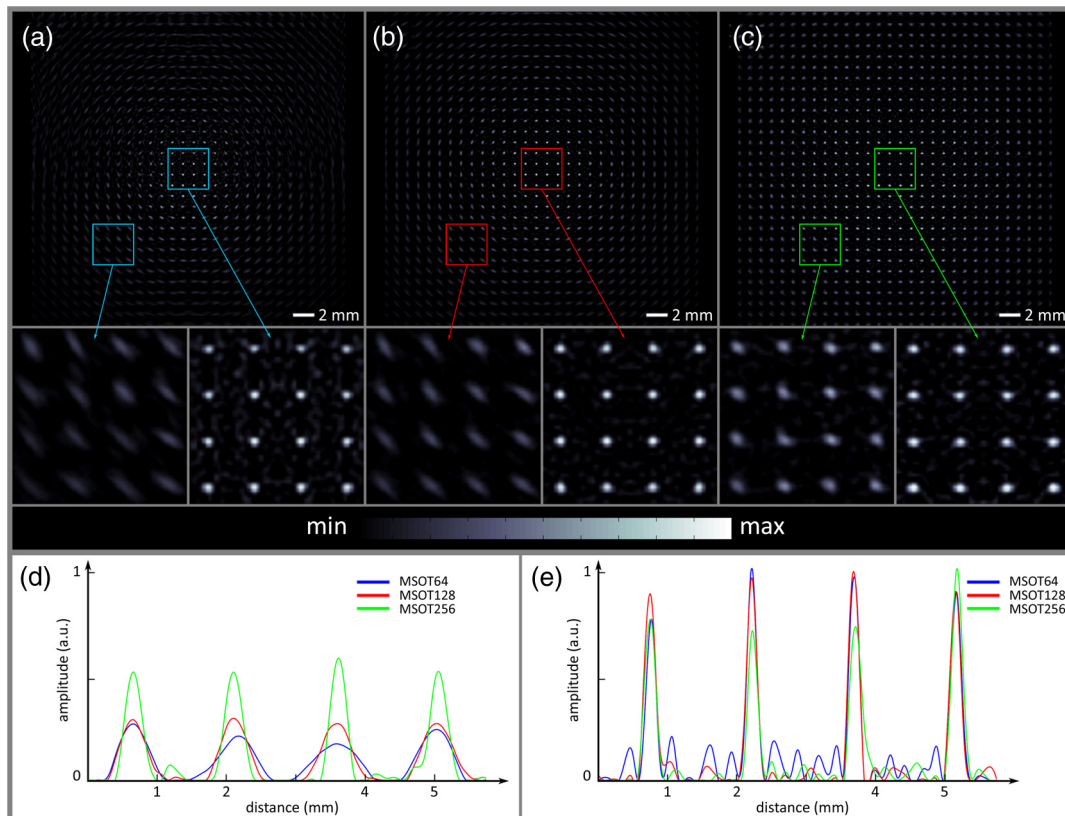 (a)
(b)
(c)
2 mm
2 mm
2 mm
min
max
(d)
1
MSOT64
MSOT128
MSOT256
amplitude (a.u.)
0
1
2
4
5
distance (mm)
(e)
1
MSOT64
MSOT128
MSOT256
amplitude (a.u.)
0
1
2
4
5
distance (mm)